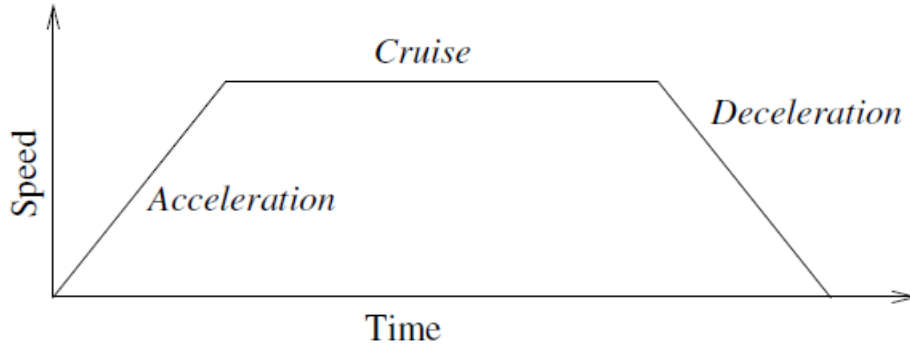 Cruise
Deceleration
Acceleration
Speed
Time